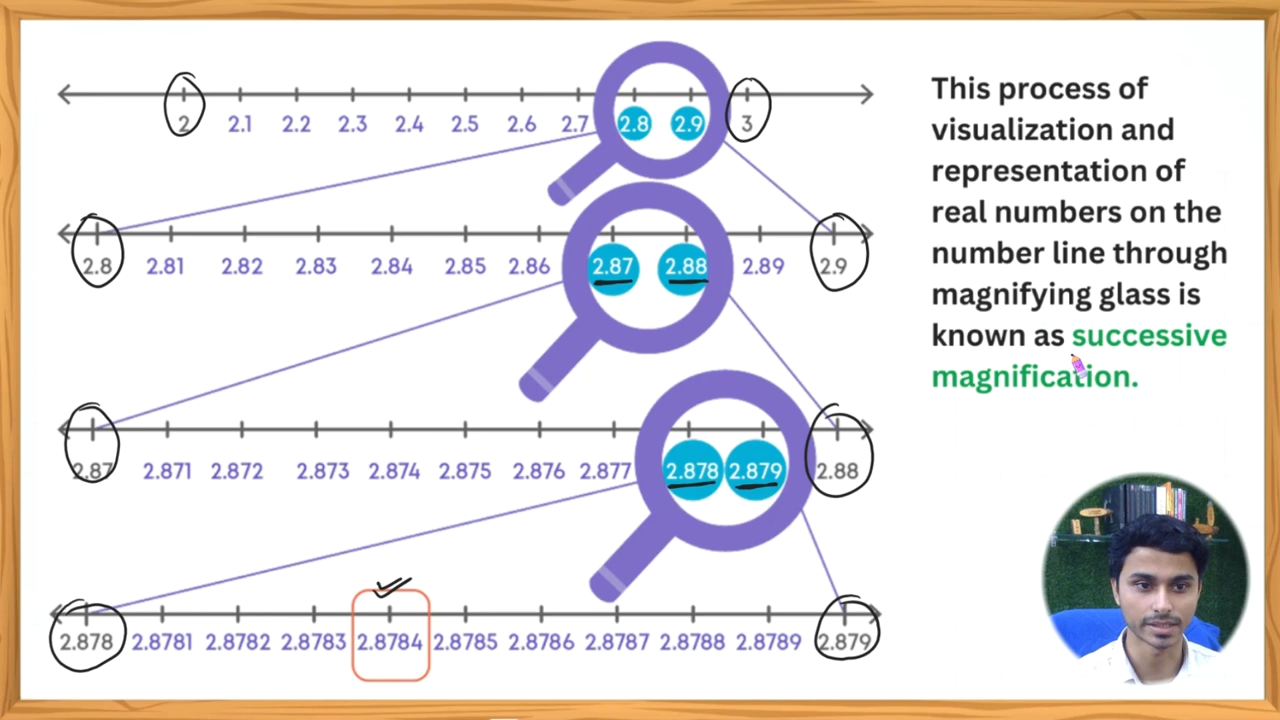 2 2.1 2.2 2.3 2.4 2.5 2.6 2.7 2.8 2.9 3
2.8 2.81 2.82 2.83 2.84 2.85 2.86 2.87 2.88 2.89 2.9
2.87 2.871 2.872 2.873 2.874 2.875 2.876 2.877 2.878 2.879 2.88
2.878 2.8781 2.8782 2.8783 2.8784 2.8785 2.8786 2.8787 2.8788 2.8789 2.879
This process of
visualization and
representation of
real numbers on the
number line through
magnifying glass is
known as successive
magnification.